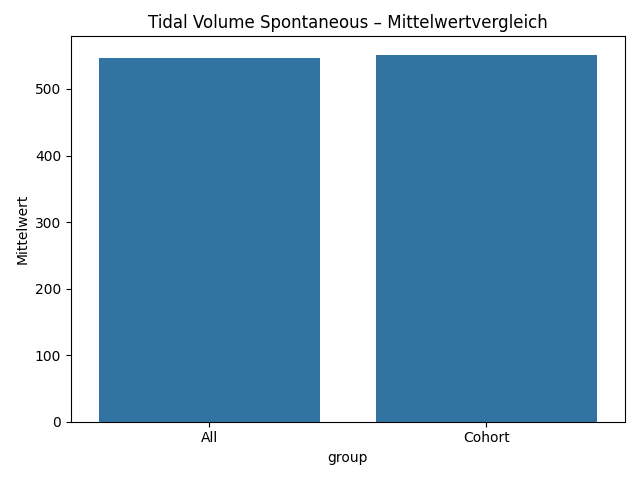 Tidal Volume Spontaneous – Mittelwertvergleich
Mittelwert
500
400
300
200
100
0
All
Cohort
group